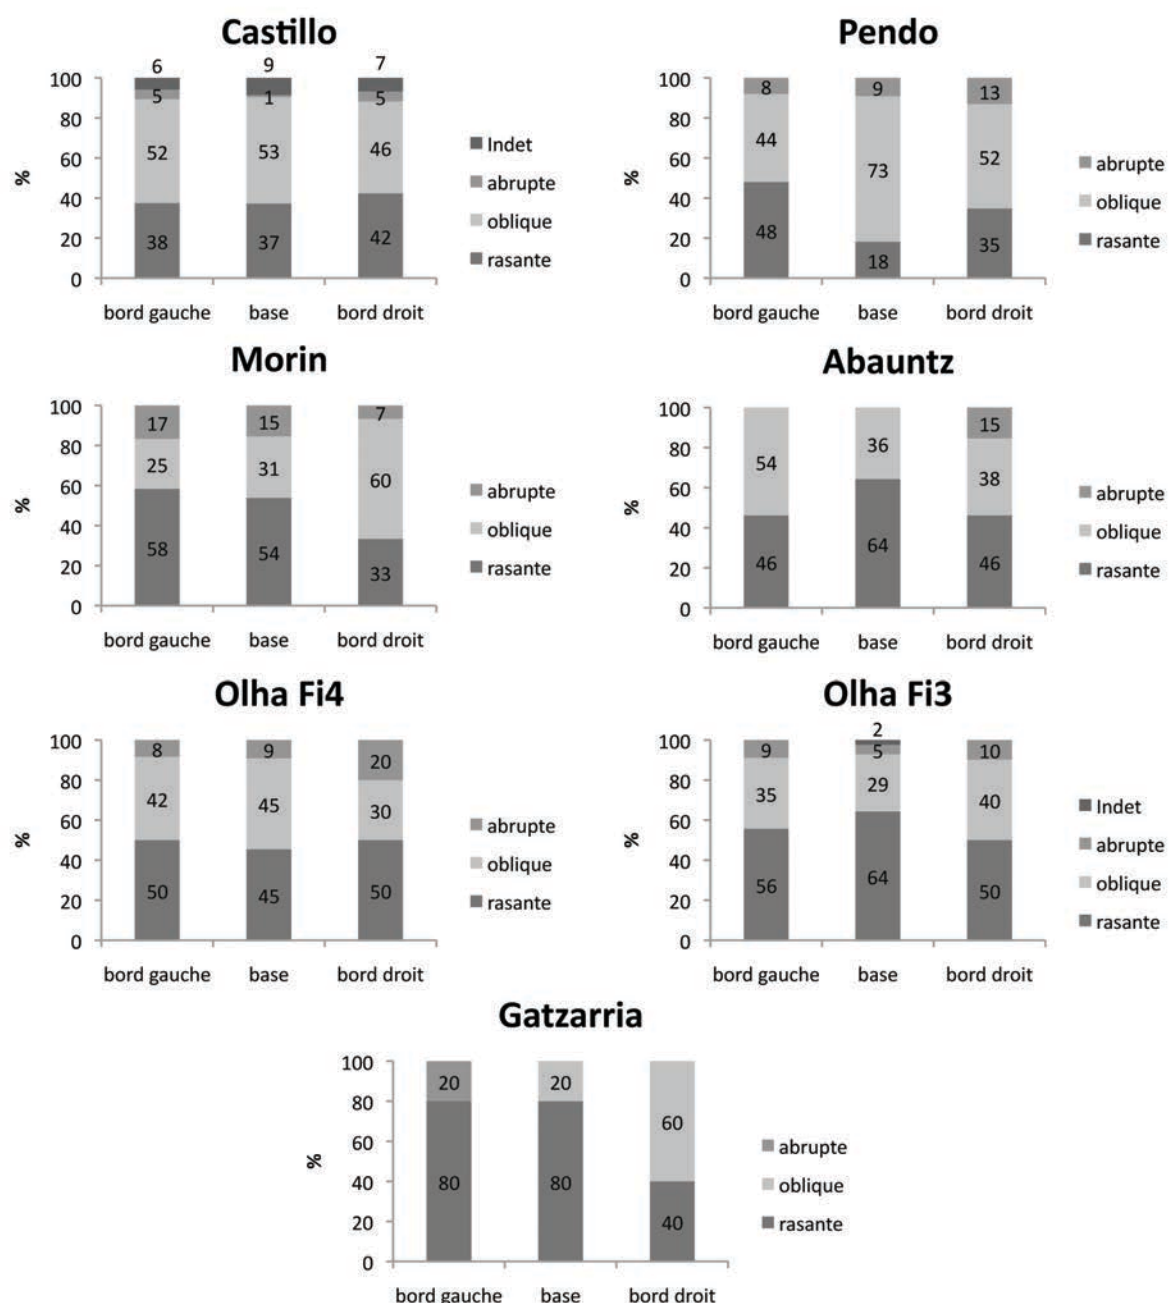 Castillo
6 9 7
100
80
60
40
20
0
%
5 1 5
52 53 46
38 37 42
bord gauche base bord droit
Indet
abrupte
oblique
rasante
Pendo
100
80
60
40
20
0
%
8 9 13
44 73 52
48 18 35
bord gauche base bord droit
abrupte
oblique
rasante
Morin
100
80
60
40
20
0
%
17 15 7
25 31 60
58 54 33
bord gauche base bord droit
abrupte
oblique
rasante
Abauntz
100
80
60
40
20
0
%
15
54 36 38
46 64 46
bord gauche base bord droit
abrupte
oblique
rasante
Olha Fi4
100
80
60
40
20
0
%
8 9 20
42 45 30
50 45 50
bord gauche base bord droit
abrupte
oblique
rasante
Olha Fi3
2
100
80
60
40
20
0
%
9 5 10
35 29 40
56 64 50
bord gauche base bord droit
Indet
abrupte
oblique
rasante
Gatzarria
100
80
60
40
20
0
%
20 20 60
80 80 40
bord gauche base bord droit
abrupte
oblique
rasante